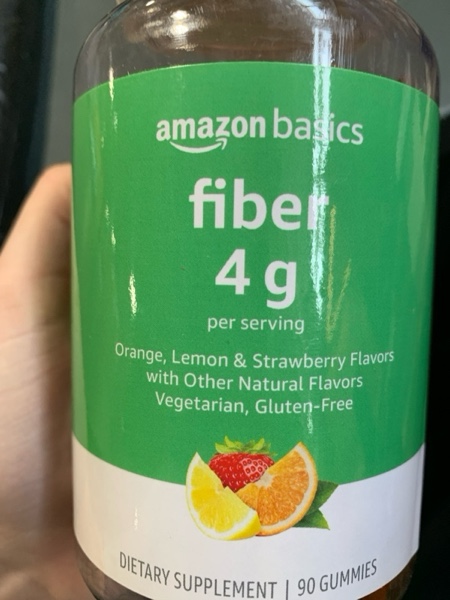 amazon basics
fiber
4 g
per serving
Orange, Lemon & Strawberry Flavors
with Other Natural Flavors
Vegetarian, Gluten-Free
DIETARY SUPPLEMENT | 90 GUMMIES